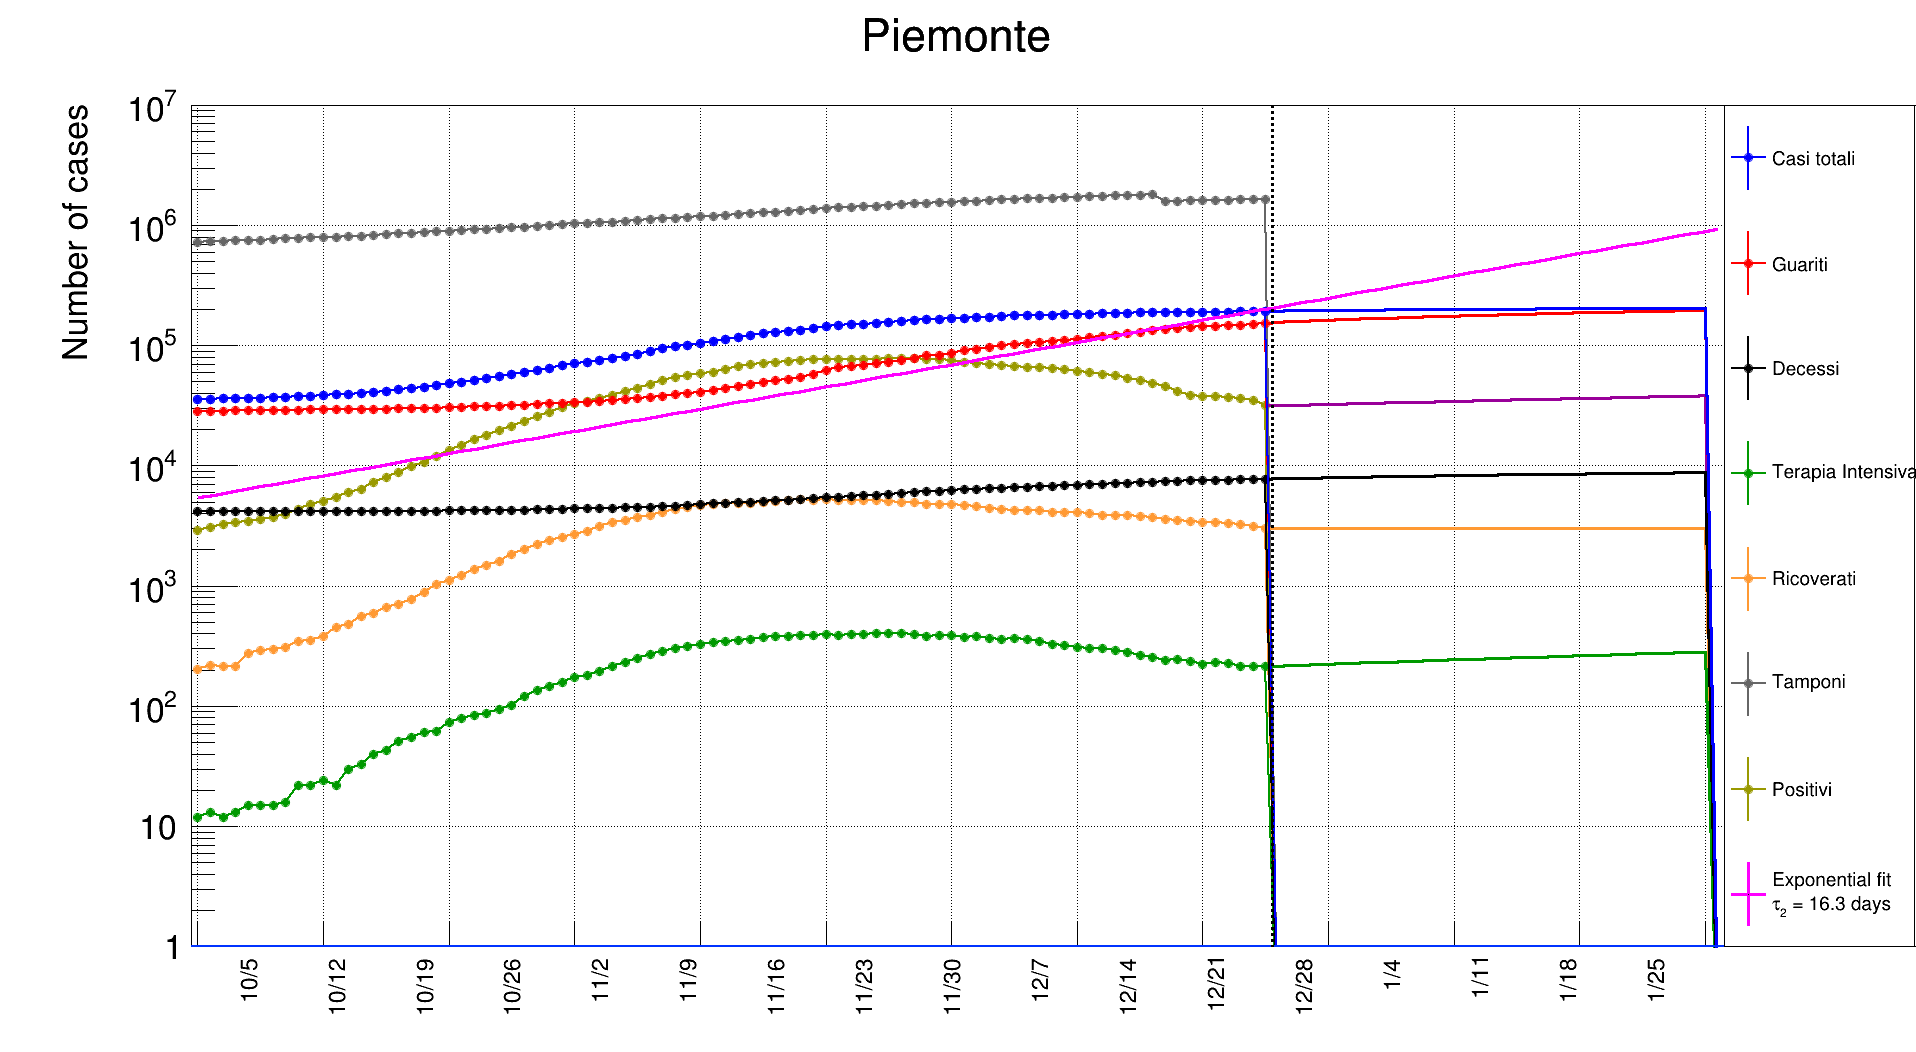 Piemonte
Number of cases
10^7
10^6
10^5
10^4
10^3
10^2
10
1
10/5
10/12
10/19
10/26
11/2
11/9
11/16
11/23
11/30
12/7
12/14
12/21
12/28
1/4
1/11
1/18
1/25
Casi totali
Guariti
Decessi
Terapia Intensiva
Ricoverati
Tamponi
Positivi
Exponential fit
τ₂ = 16.3 days